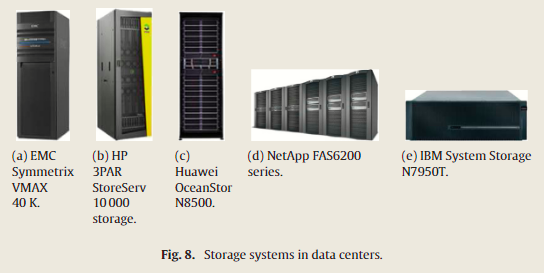 (a) EMC
Symmetrix
VMAX
40 K.
(b) HP
3PAR
StoreServ
10 000
storage.
(c)
Huawei
OceanStor
N8500.
(d) NetApp FAS6200
series.
(e) IBM System Storage
N7950T.
Fig. 8. Storage systems in data centers.